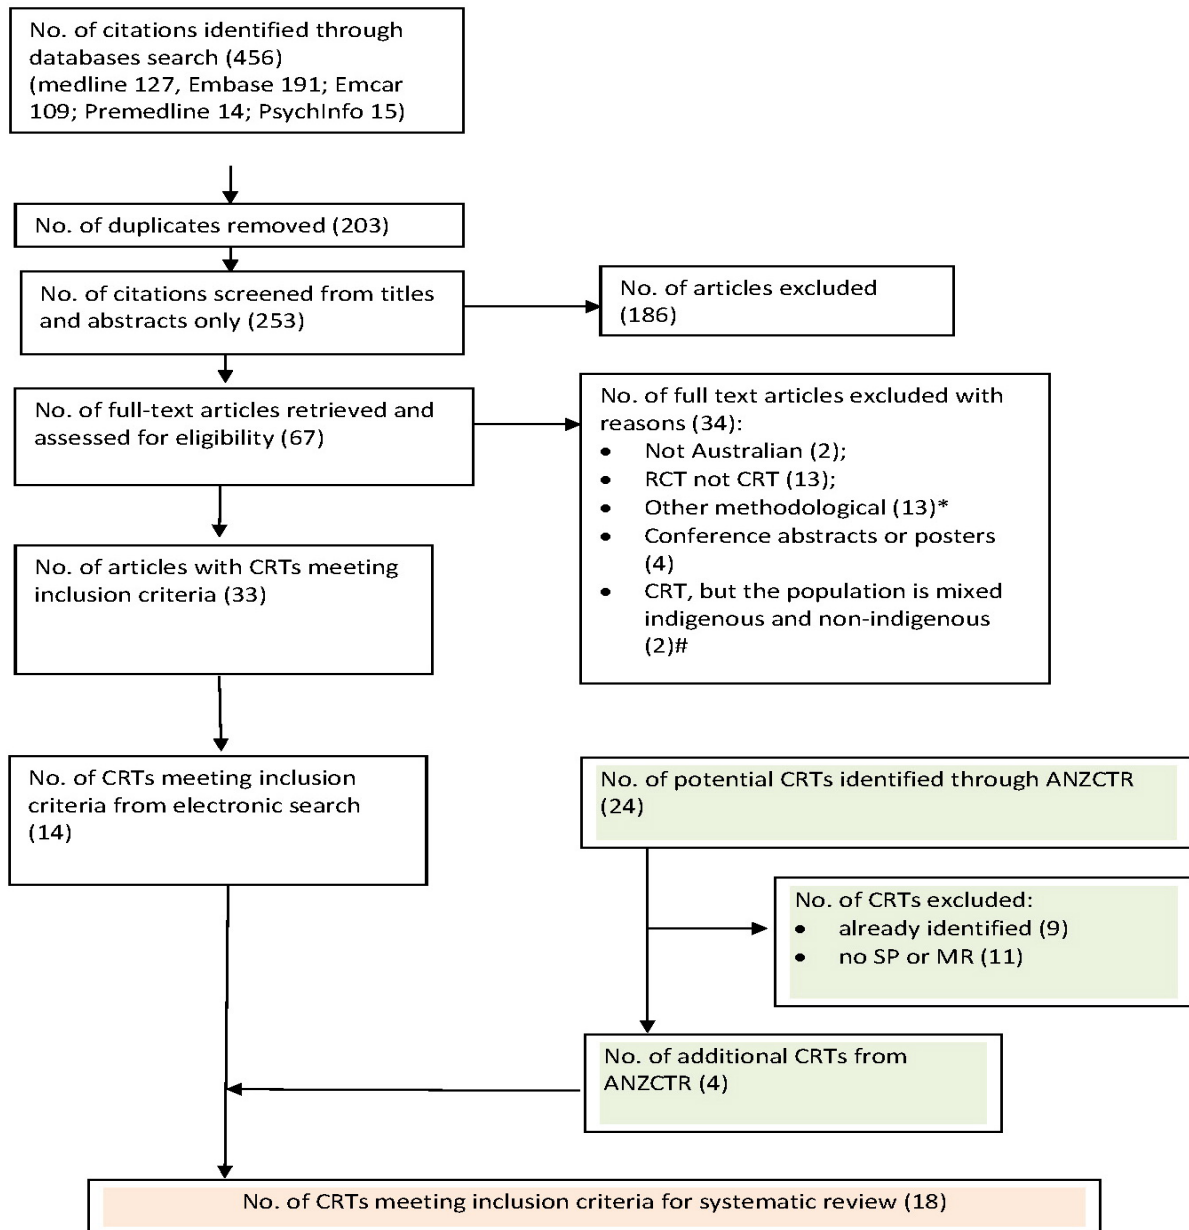 No. of citations identified through
databases search (456)
(medline 127, Embase 191; Emcar
109; Premedline 14; PsychInfo 15)
No. of duplicates removed (203)
No. of citations screened from titles
and abstracts only (253)
No. of articles excluded
(186)
No. of full-text articles retrieved and
assessed for eligibility (67)
No. of full text articles excluded with
reasons (34):
• Not Australian (2);
• RCT not CRT (13);
• Other methodological (13)*
• Conference abstracts or posters
(4)
• CRT, but the population is mixed
indigenous and non-indigenous
(2)#
No. of articles with CRTs meeting
inclusion criteria (33)
No. of CRTs meeting inclusion
criteria from electronic search
(14)
No. of potential CRTs identified through ANZCTR
(24)
No. of CRTs excluded:
• already identified (9)
• no SP or MR (11)
No. of additional CRTs from
ANZCTR (4)
No. of CRTs meeting inclusion criteria for systematic review (18)